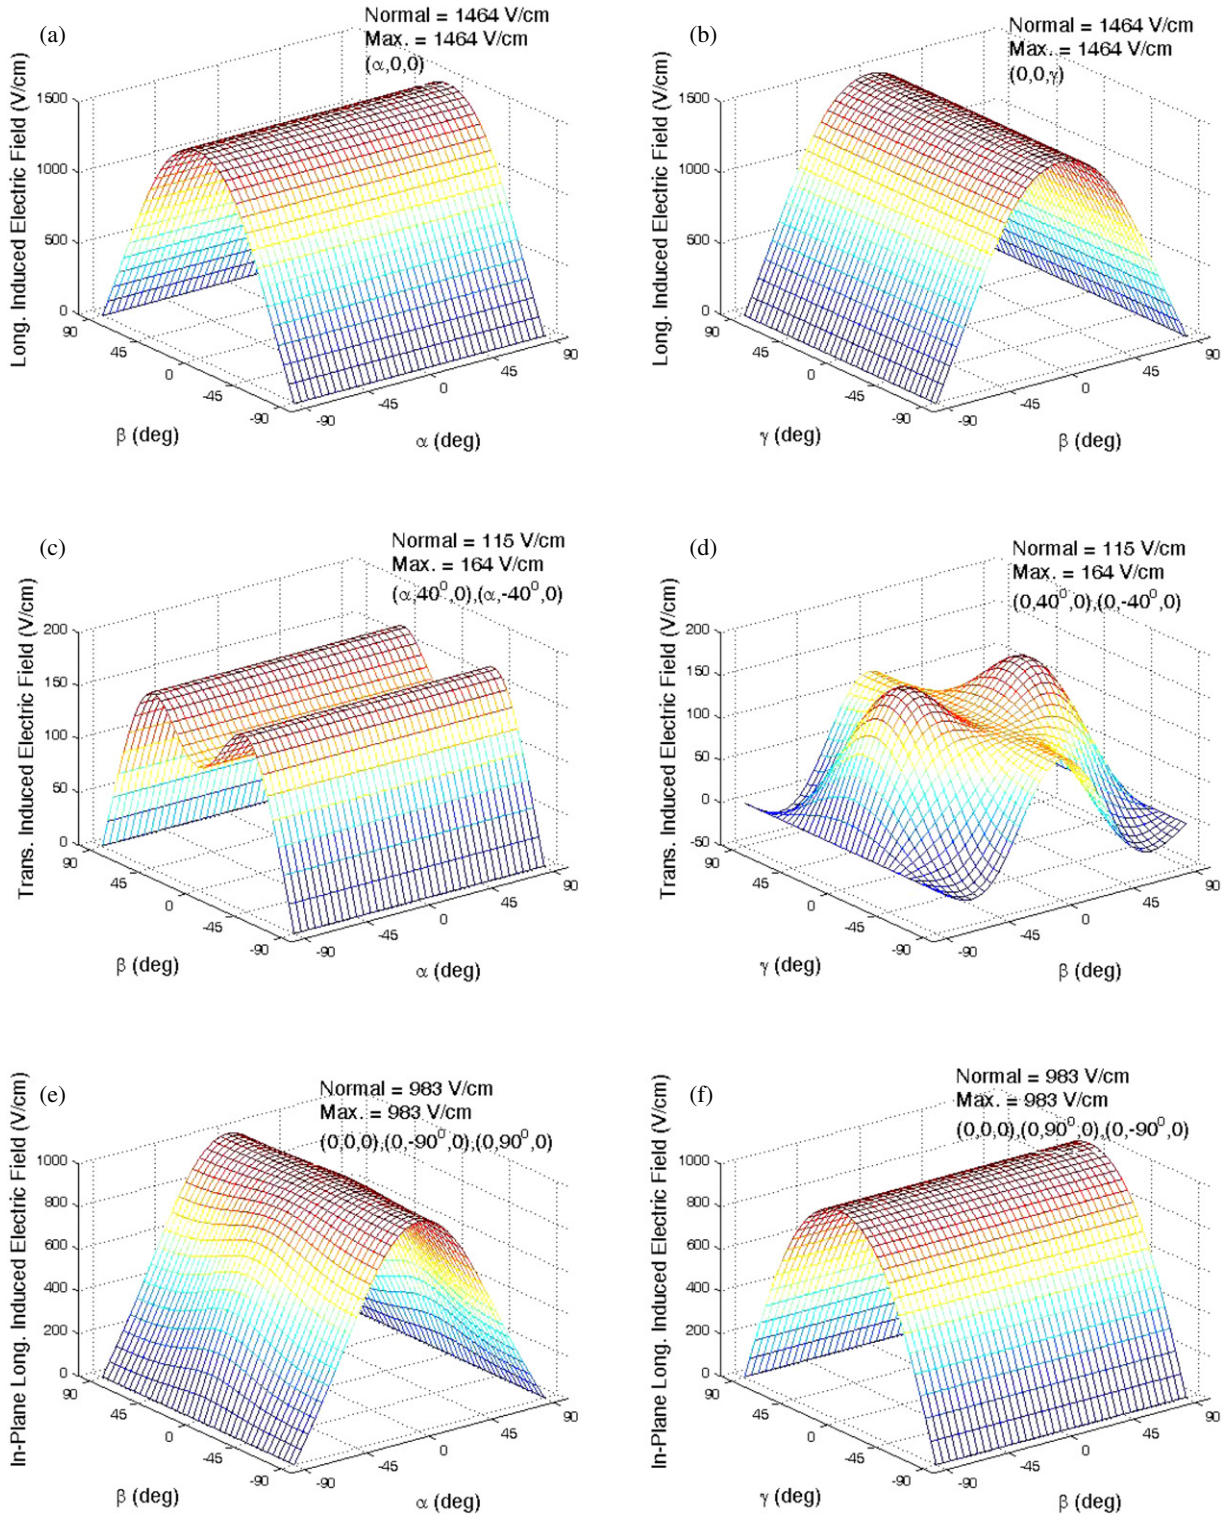 (a)
Normal = 1464 V/cm
Max. = 1464 V/cm
(α,0,0)
Long. Induced Electric Field (V/cm)
1500
1000
500
0
90
45
0
-45
-90
β (deg)
-90
-45
0
45
90
α (deg)
(b)
Normal = 1464 V/cm
Max. = 1464 V/cm
(0,0,γ)
Long. Induced Electric Field (V/cm)
1500
1000
500
0
90
45
0
-45
-90
γ (deg)
-90
-45
0
45
90
β (deg)
(c)
Normal = 115 V/cm
Max. = 164 V/cm
(α,40⁰,0),(α,-40⁰,0)
Trans. Induced Electric Field (V/cm)
200
150
100
50
0
90
45
0
-45
-90
β (deg)
-90
-45
0
45
90
α (deg)
(d)
Normal = 115 V/cm
Max. = 164 V/cm
(0,40⁰,0),(0,-40⁰,0)
Trans. Induced Electric Field (V/cm)
200
150
100
50
0
-50
90
45
0
-45
-90
γ (deg)
-90
-45
0
45
90
β (deg)
(e)
Normal = 983 V/cm
Max. = 983 V/cm
(0,0,0),(0,-90⁰,0),(0,90⁰,0)
In-Plane Long. Induced Electric Field (V/cm)
1000
800
600
400
200
0
90
45
0
-45
-90
β (deg)
-90
-45
0
45
90
α (deg)
(f)
Normal = 983 V/cm
Max. = 983 V/cm
(0,0,0),(0,90⁰,0),(0,-90⁰,0)
In-Plane Long. Induced Electric Field (V/cm)
1000
800
600
400
200
0
90
45
0
-45
-90
γ (deg)
-90
-45
0
45
90
β (deg)